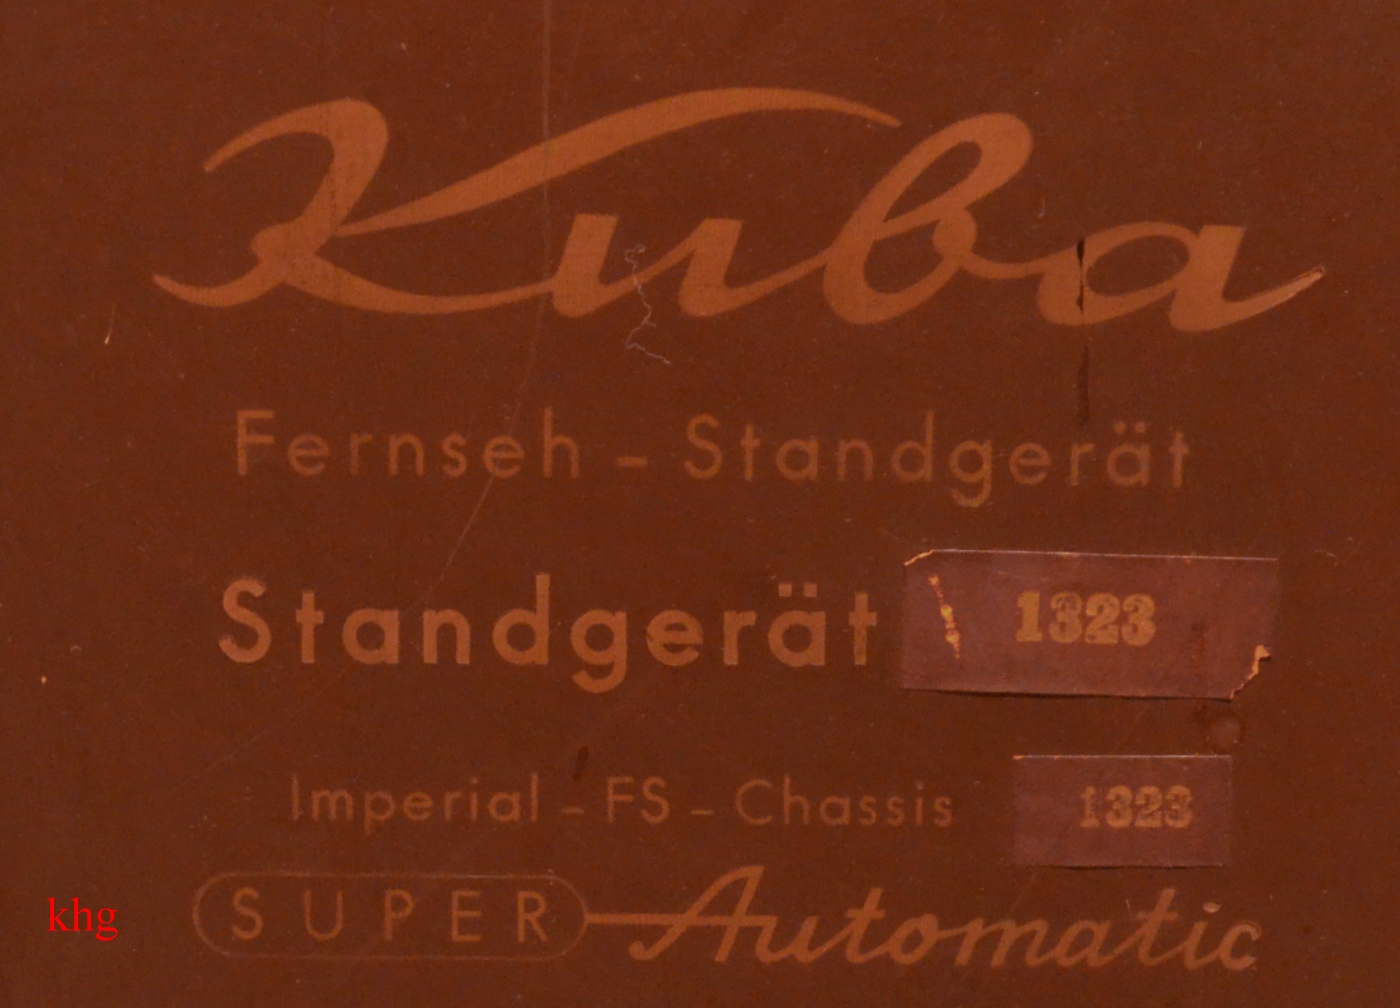 Kuba
Fernseh - Standgerät
Standgerät 1323
Imperial - FS - Chassis 1323
SUPER Automatic
khg